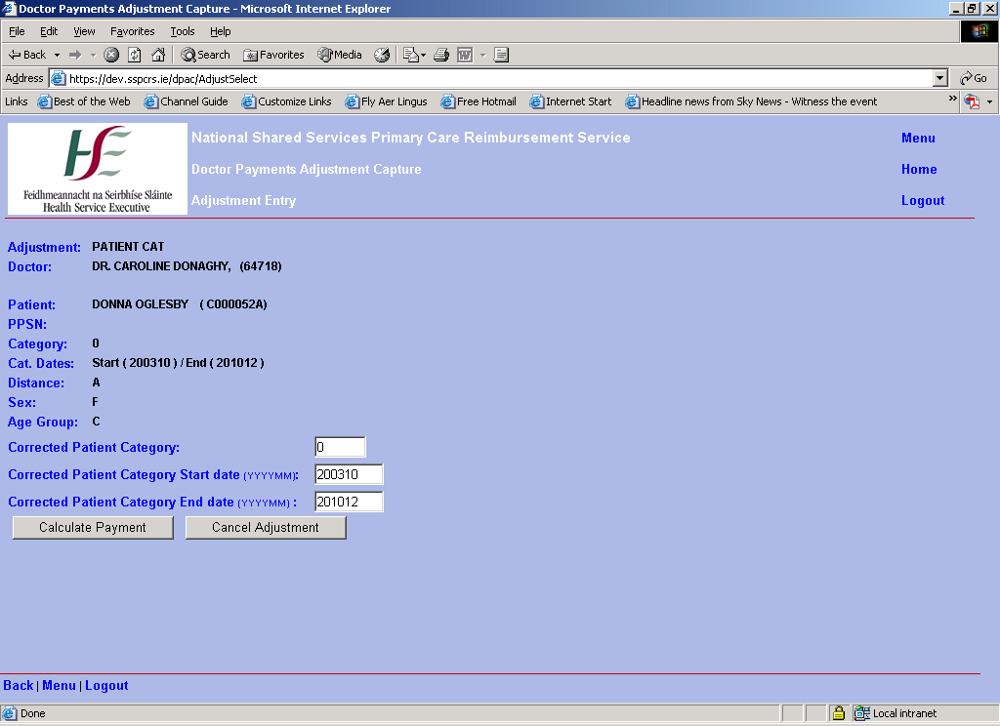 Doctor Payments Adjustment Capture - Microsoft Internet Explorer
File Edit View Favorites Tools Help
Back Search Favorites Media
Address https://dev.sspcrs.ie/dpac/AdjustSelect Go
Links Best of the Web Channel Guide Customize Links Fly Aer Lingus Free Hotmail Internet Start Headline news from Sky News - Witness the event »
HSE
Feidhmeannacht na Seirbhíse Sláinte
Health Service Executive
National Shared Services Primary Care Reimbursement Service Menu
Doctor Payments Adjustment Capture Home
Adjustment Entry Logout
Adjustment: PATIENT CAT
Doctor: DR. CAROLINE DONAGHY, (64718)
Patient: DONNA OGLESBY ( C000052A)
PPSN:
Category: 0
Cat. Dates: Start ( 200310 ) / End ( 201012 )
Distance: A
Sex: F
Age Group: C
Corrected Patient Category: 0
Corrected Patient Category Start date (YYYYMM): 200310
Corrected Patient Category End date (YYYYMM) : 201012
Calculate Payment Cancel Adjustment
Back | Menu | Logout
Done Local intranet